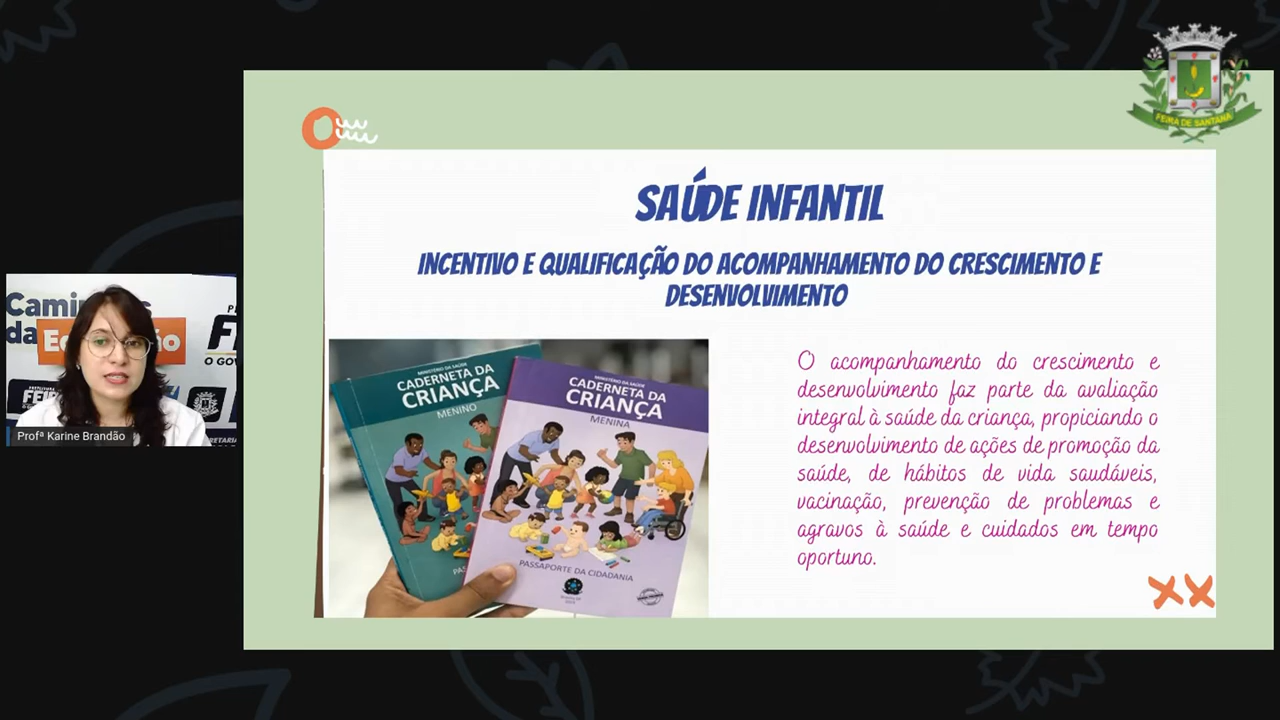 FEIRA DE SANTANA
SAÚDE INFANTIL
INCENTIVO E QUALIFICAÇÃO DO ACOMPANHAMENTO DO CRESCIMENTO E
DESENVOLVIMENTO
MINISTÉRIO DA SAÚDE
CADERNETA DA
CRIANÇA
MENINO
MINISTÉRIO DA SAÚDE
CADERNETA DA
CRIANÇA
MENINA
PASSAPORTE DA CIDADANIA
O acompanhamento do crescimento e
desenvolvimento faz parte da avaliação
integral à saúde da criança, propiciando o
desenvolvimento de ações de promoção da
saúde, de hábitos de vida saudáveis,
vacinação, prevenção de problemas e
agravos à saúde e cuidados em tempo
oportuno.
da
O GOV
FEI
Profª Karine Brandão